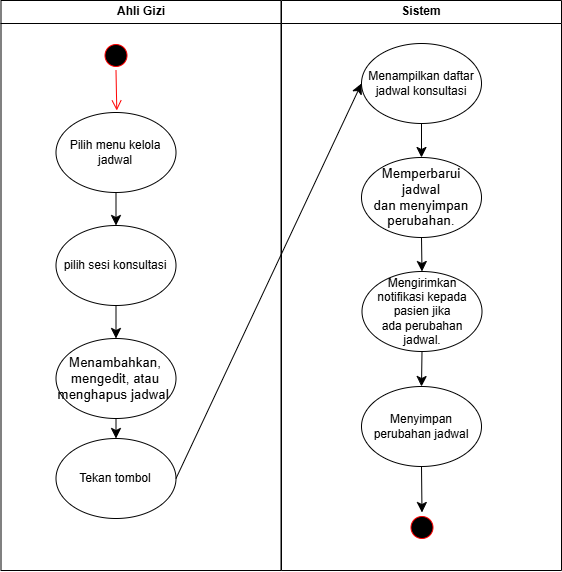 Ahli Gizi
Pilih menu kelola
jadwal
pilih sesi konsultasi
Menambahkan,
mengedit, atau
menghapus jadwal
Tekan tombol
Sistem
Menampilkan daftar
jadwal konsultasi
Memperbarui
jadwal
dan menyimpan
perubahan.
Mengirimkan
notifikasi kepada
pasien jika
ada perubahan
jadwal.
Menyimpan
perubahan jadwal